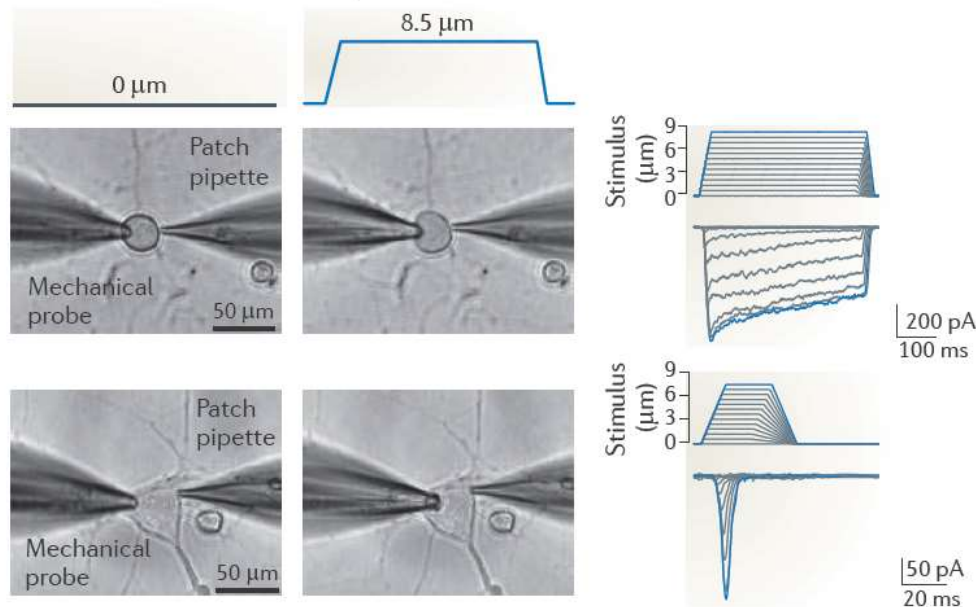 8.5 µm
0 µm
Patch
pipette
Mechanical
probe
50 µm
Stimulus
(µm)
9
6
3
0
200 pA
100 ms
Patch
pipette
Mechanical
probe
50 µm
Stimulus
(µm)
9
6
3
0
50 pA
20 ms